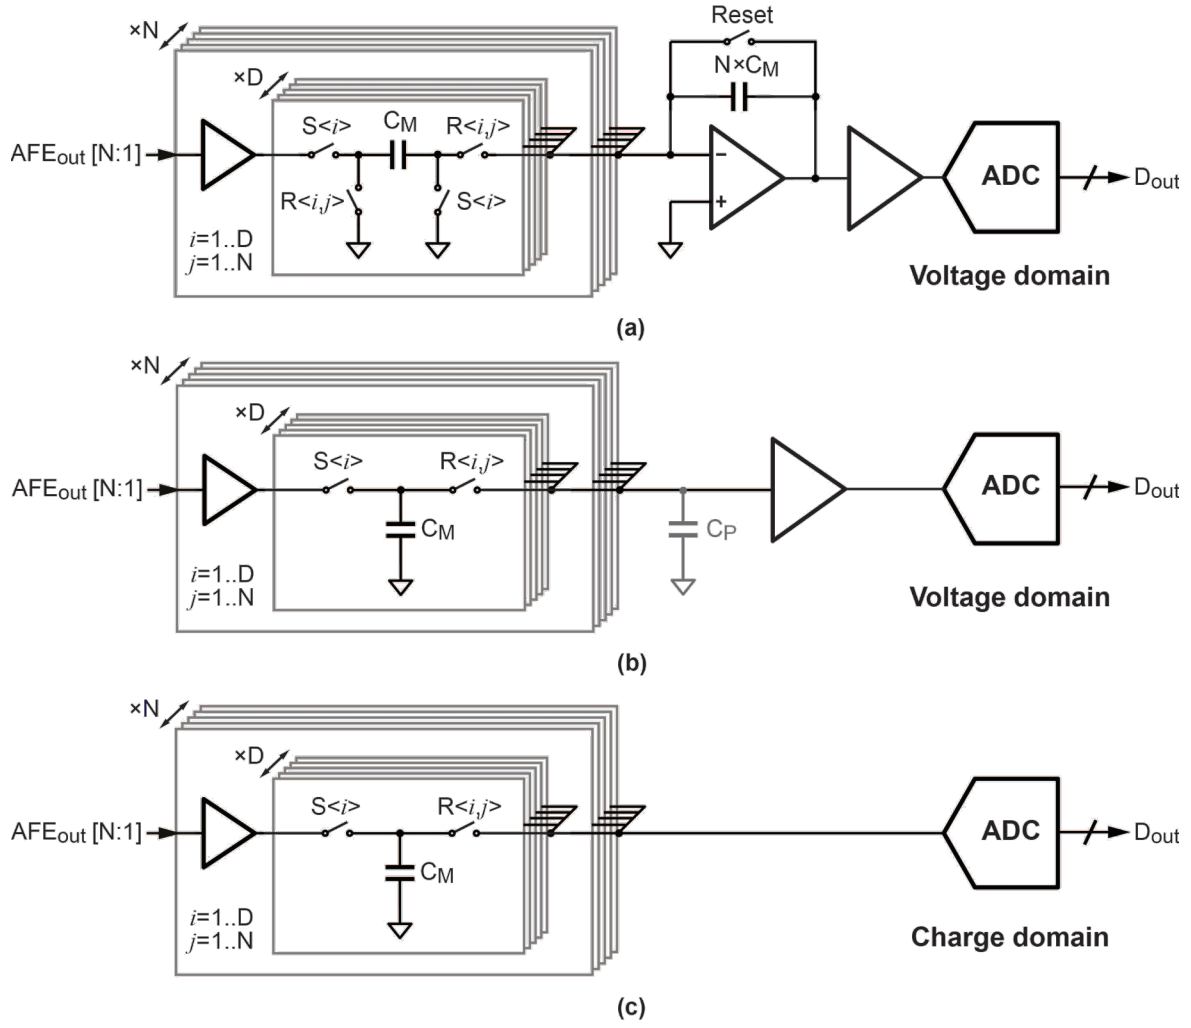 Reset
×N
N×CM
×D
S<i>
CM
R<i,j>
AFEout [N:1]
ADC
Dout
R<i,j>
S<i>
i=1..D
j=1..N
Voltage domain
(a)
×N
×D
S<i>
R<i,j>
AFEout [N:1]
ADC
Dout
CM
CP
i=1..D
j=1..N
Voltage domain
(b)
×N
×D
S<i>
R<i,j>
AFEout [N:1]
ADC
Dout
CM
i=1..D
j=1..N
Charge domain
(c)